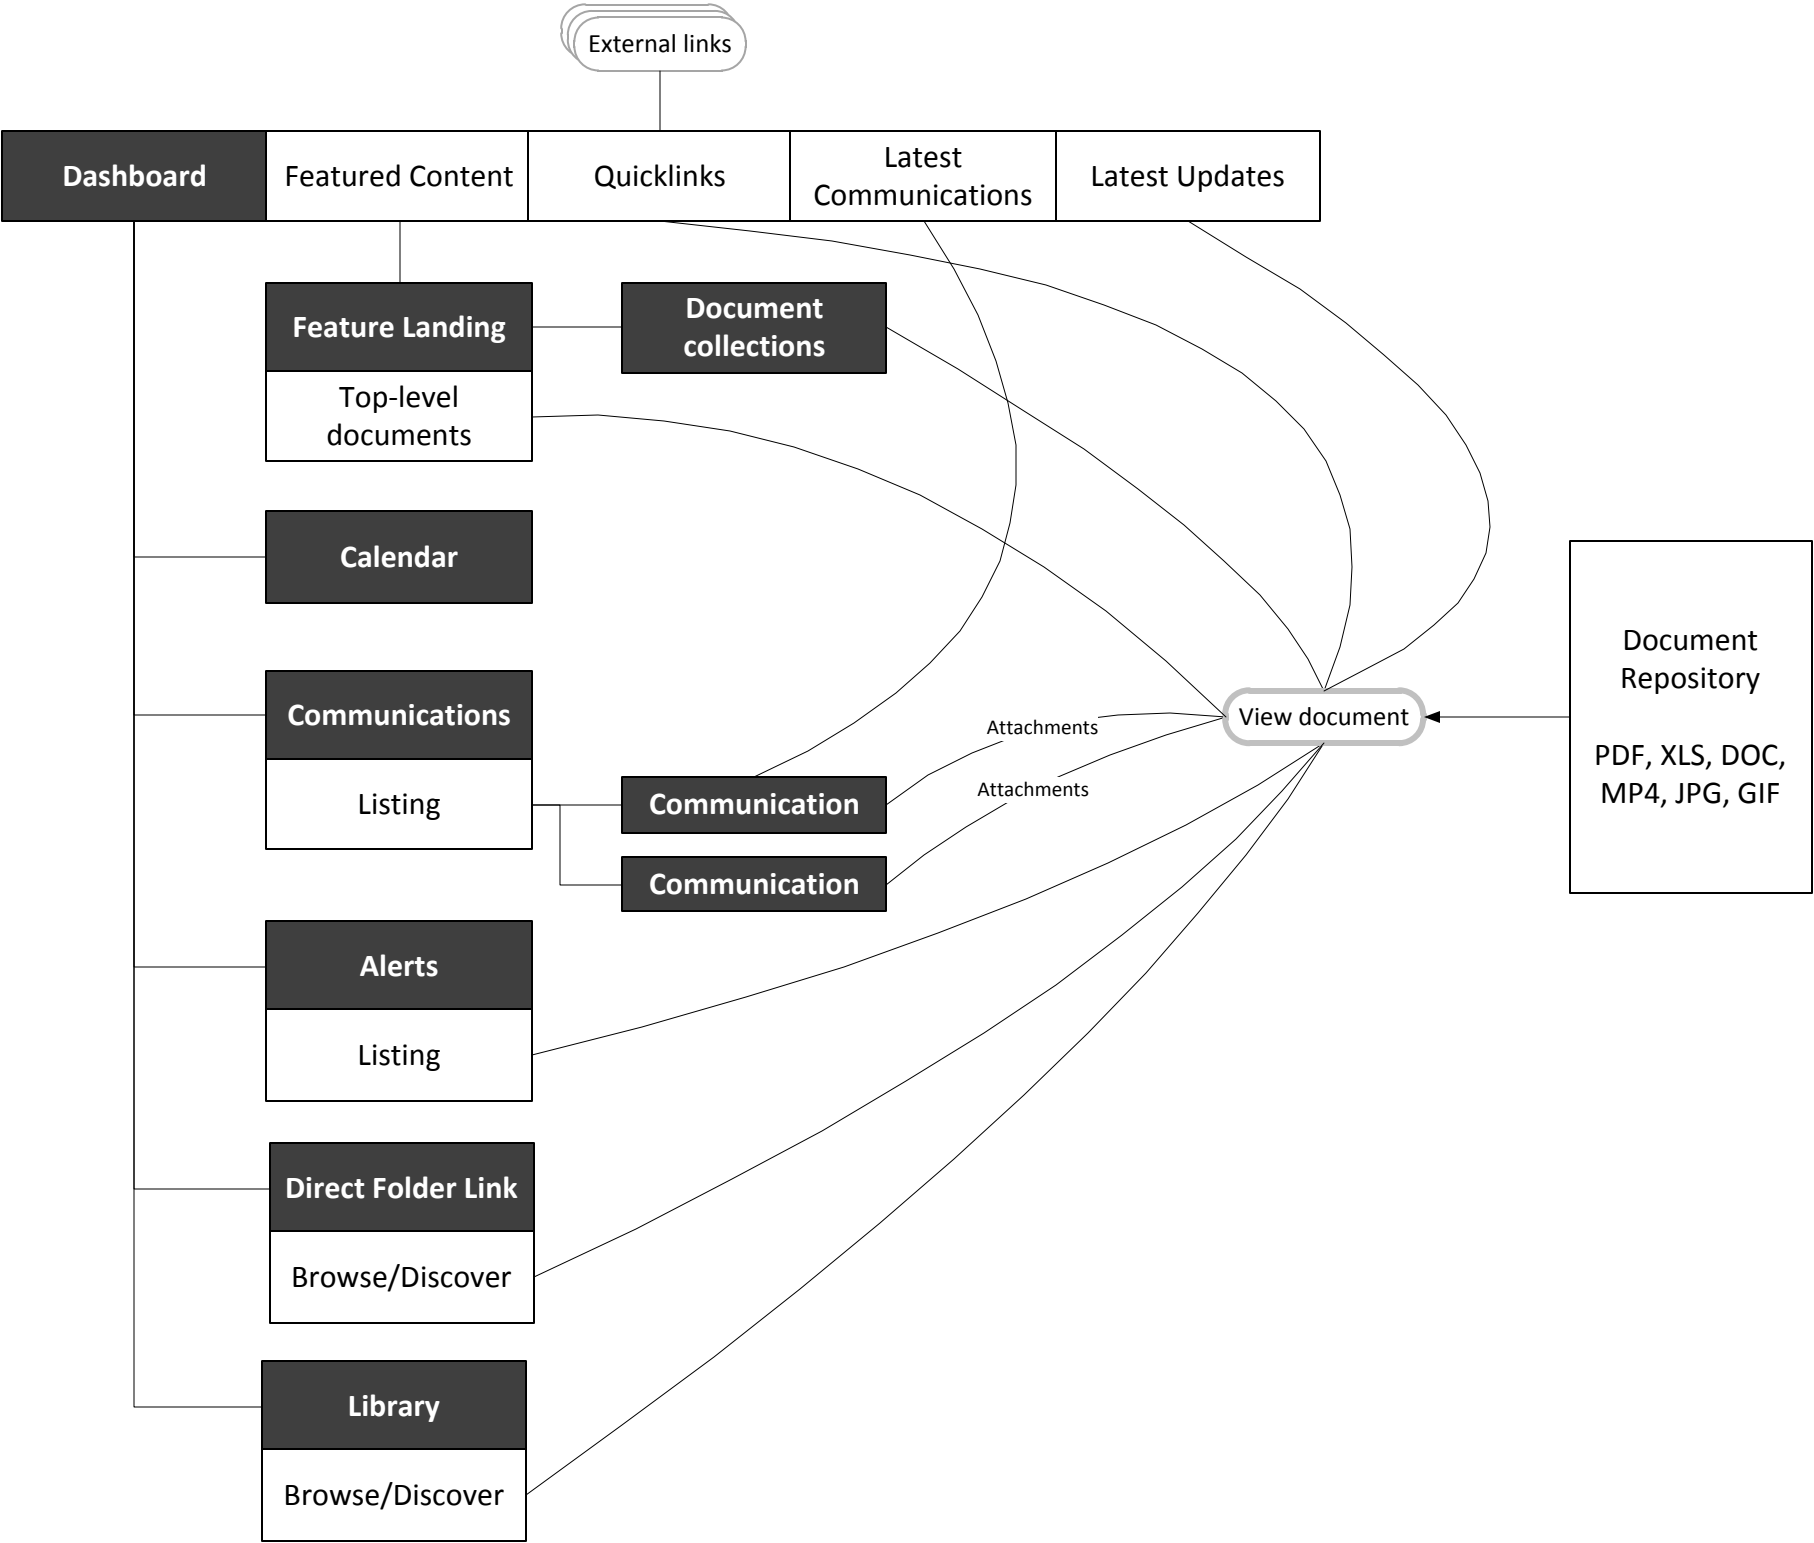 External links
Dashboard
Featured Content
Quicklinks
Latest
Communications
Latest Updates
Feature Landing
Top-level
documents
Document
collections
Calendar
Communications
Listing
Communication
Communication
Attachments
Attachments
View document
Document
Repository
PDF, XLS, DOC,
MP4, JPG, GIF
Alerts
Listing
Direct Folder Link
Browse/Discover
Library
Browse/Discover